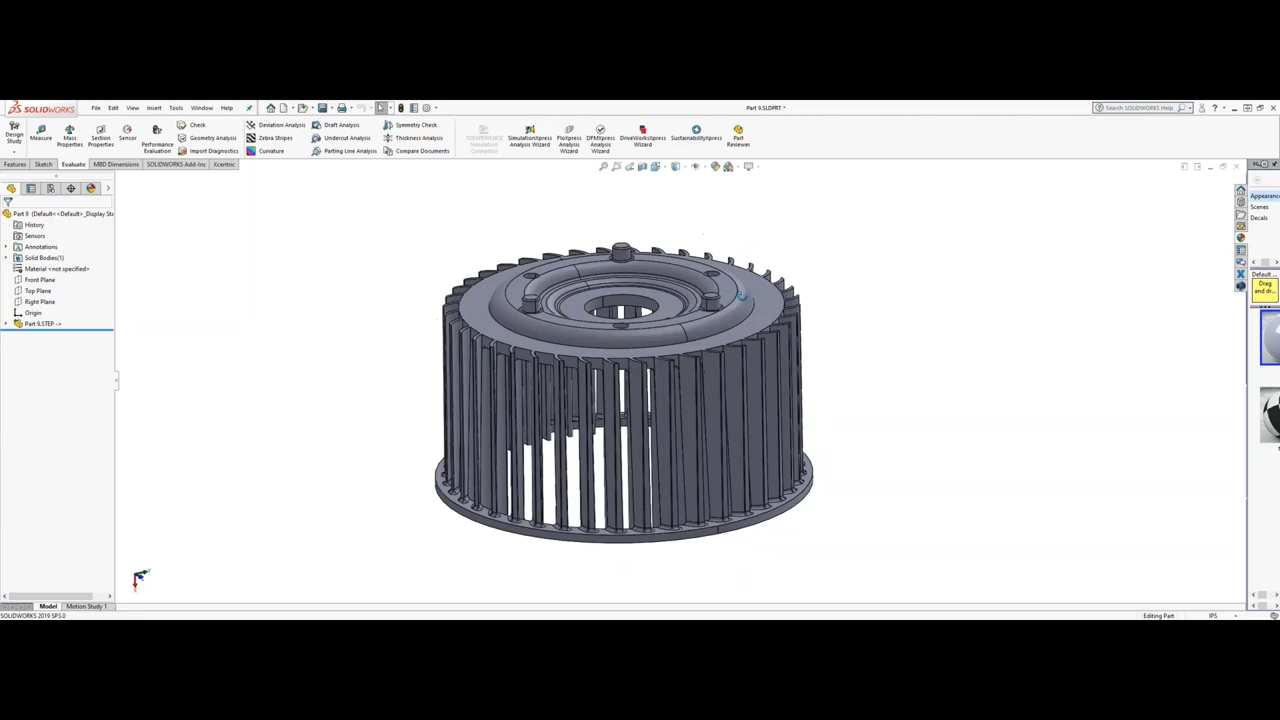 SOLIDWORKS File Edit View Insert Tools Window Help Part 9.SLDPRT * Search SOLIDWORKS Help
Design Study Measure Mass Properties Section Properties Sensor Performance Evaluation
Check
Geometry Analysis
Import Diagnostics
Deviation Analysis
Zebra Stripes
Curvature
Draft Analysis
Undercut Analysis
Parting Line Analysis
Symmetry Check
Thickness Analysis
Compare Documents
SimulationXpress Analysis Wizard FloXpress Analysis Wizard DFMXpress Analysis Wizard DriveWorksXpress Wizard SustainabilityXpress Part Reviewer
Features Sketch Evaluate MBD Dimensions SOLIDWORKS Add-Ins Xcentric
Part 9 (Default<<Default>_Display Sta
History
Sensors
Annotations
Solid Bodies(1)
Material <not specified>
Front Plane
Top Plane
Right Plane
Origin
Part 9.STEP ->
Appearance
Scenes
Decals
Default ...
Drag
and dr...
Model Motion Study 1
SOLIDWORKS 2019 SP3.0 Editing Part IPS